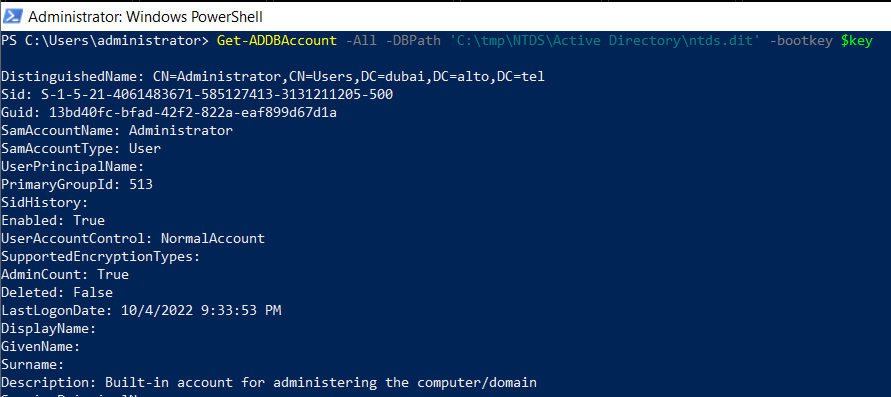 Administrator: Windows PowerShell
PS C:\Users\administrator> Get-ADDBAccount -All -DBPath 'C:\tmp\NTDS\Active Directory\ntds.dit' -bootkey $key
DistinguishedName: CN=Administrator,CN=Users,DC=dubai,DC=alto,DC=tel
Sid: S-1-5-21-4061483671-585127413-3131211205-500
Guid: 13bd40fc-bfad-42f2-822a-eaf899d67d1a
SamAccountName: Administrator
SamAccountType: User
UserPrincipalName:
PrimaryGroupId: 513
SidHistory:
Enabled: True
UserAccountControl: NormalAccount
SupportedEncryptionTypes:
AdminCount: True
Deleted: False
LastLogonDate: 10/4/2022 9:33:53 PM
DisplayName:
GivenName:
Surname:
Description: Built-in account for administering the computer/domain